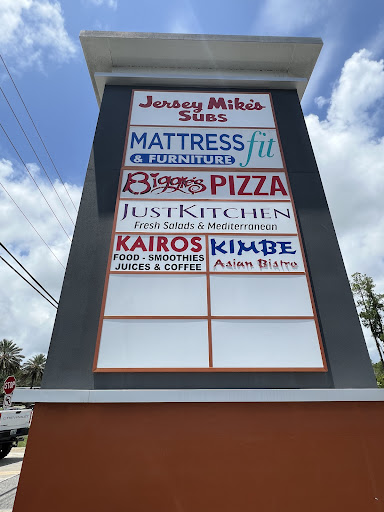 Jersey Mike's
SUBS
MATTRESS fit
& FURNITURE
Biggie's PIZZA
JUSTKITCHEN
Fresh Salads & Mediterranean
KAIROS
FOOD - SMOOTHIES
JUICES & COFFEE
KIMBE
Asian Bistro
STOP